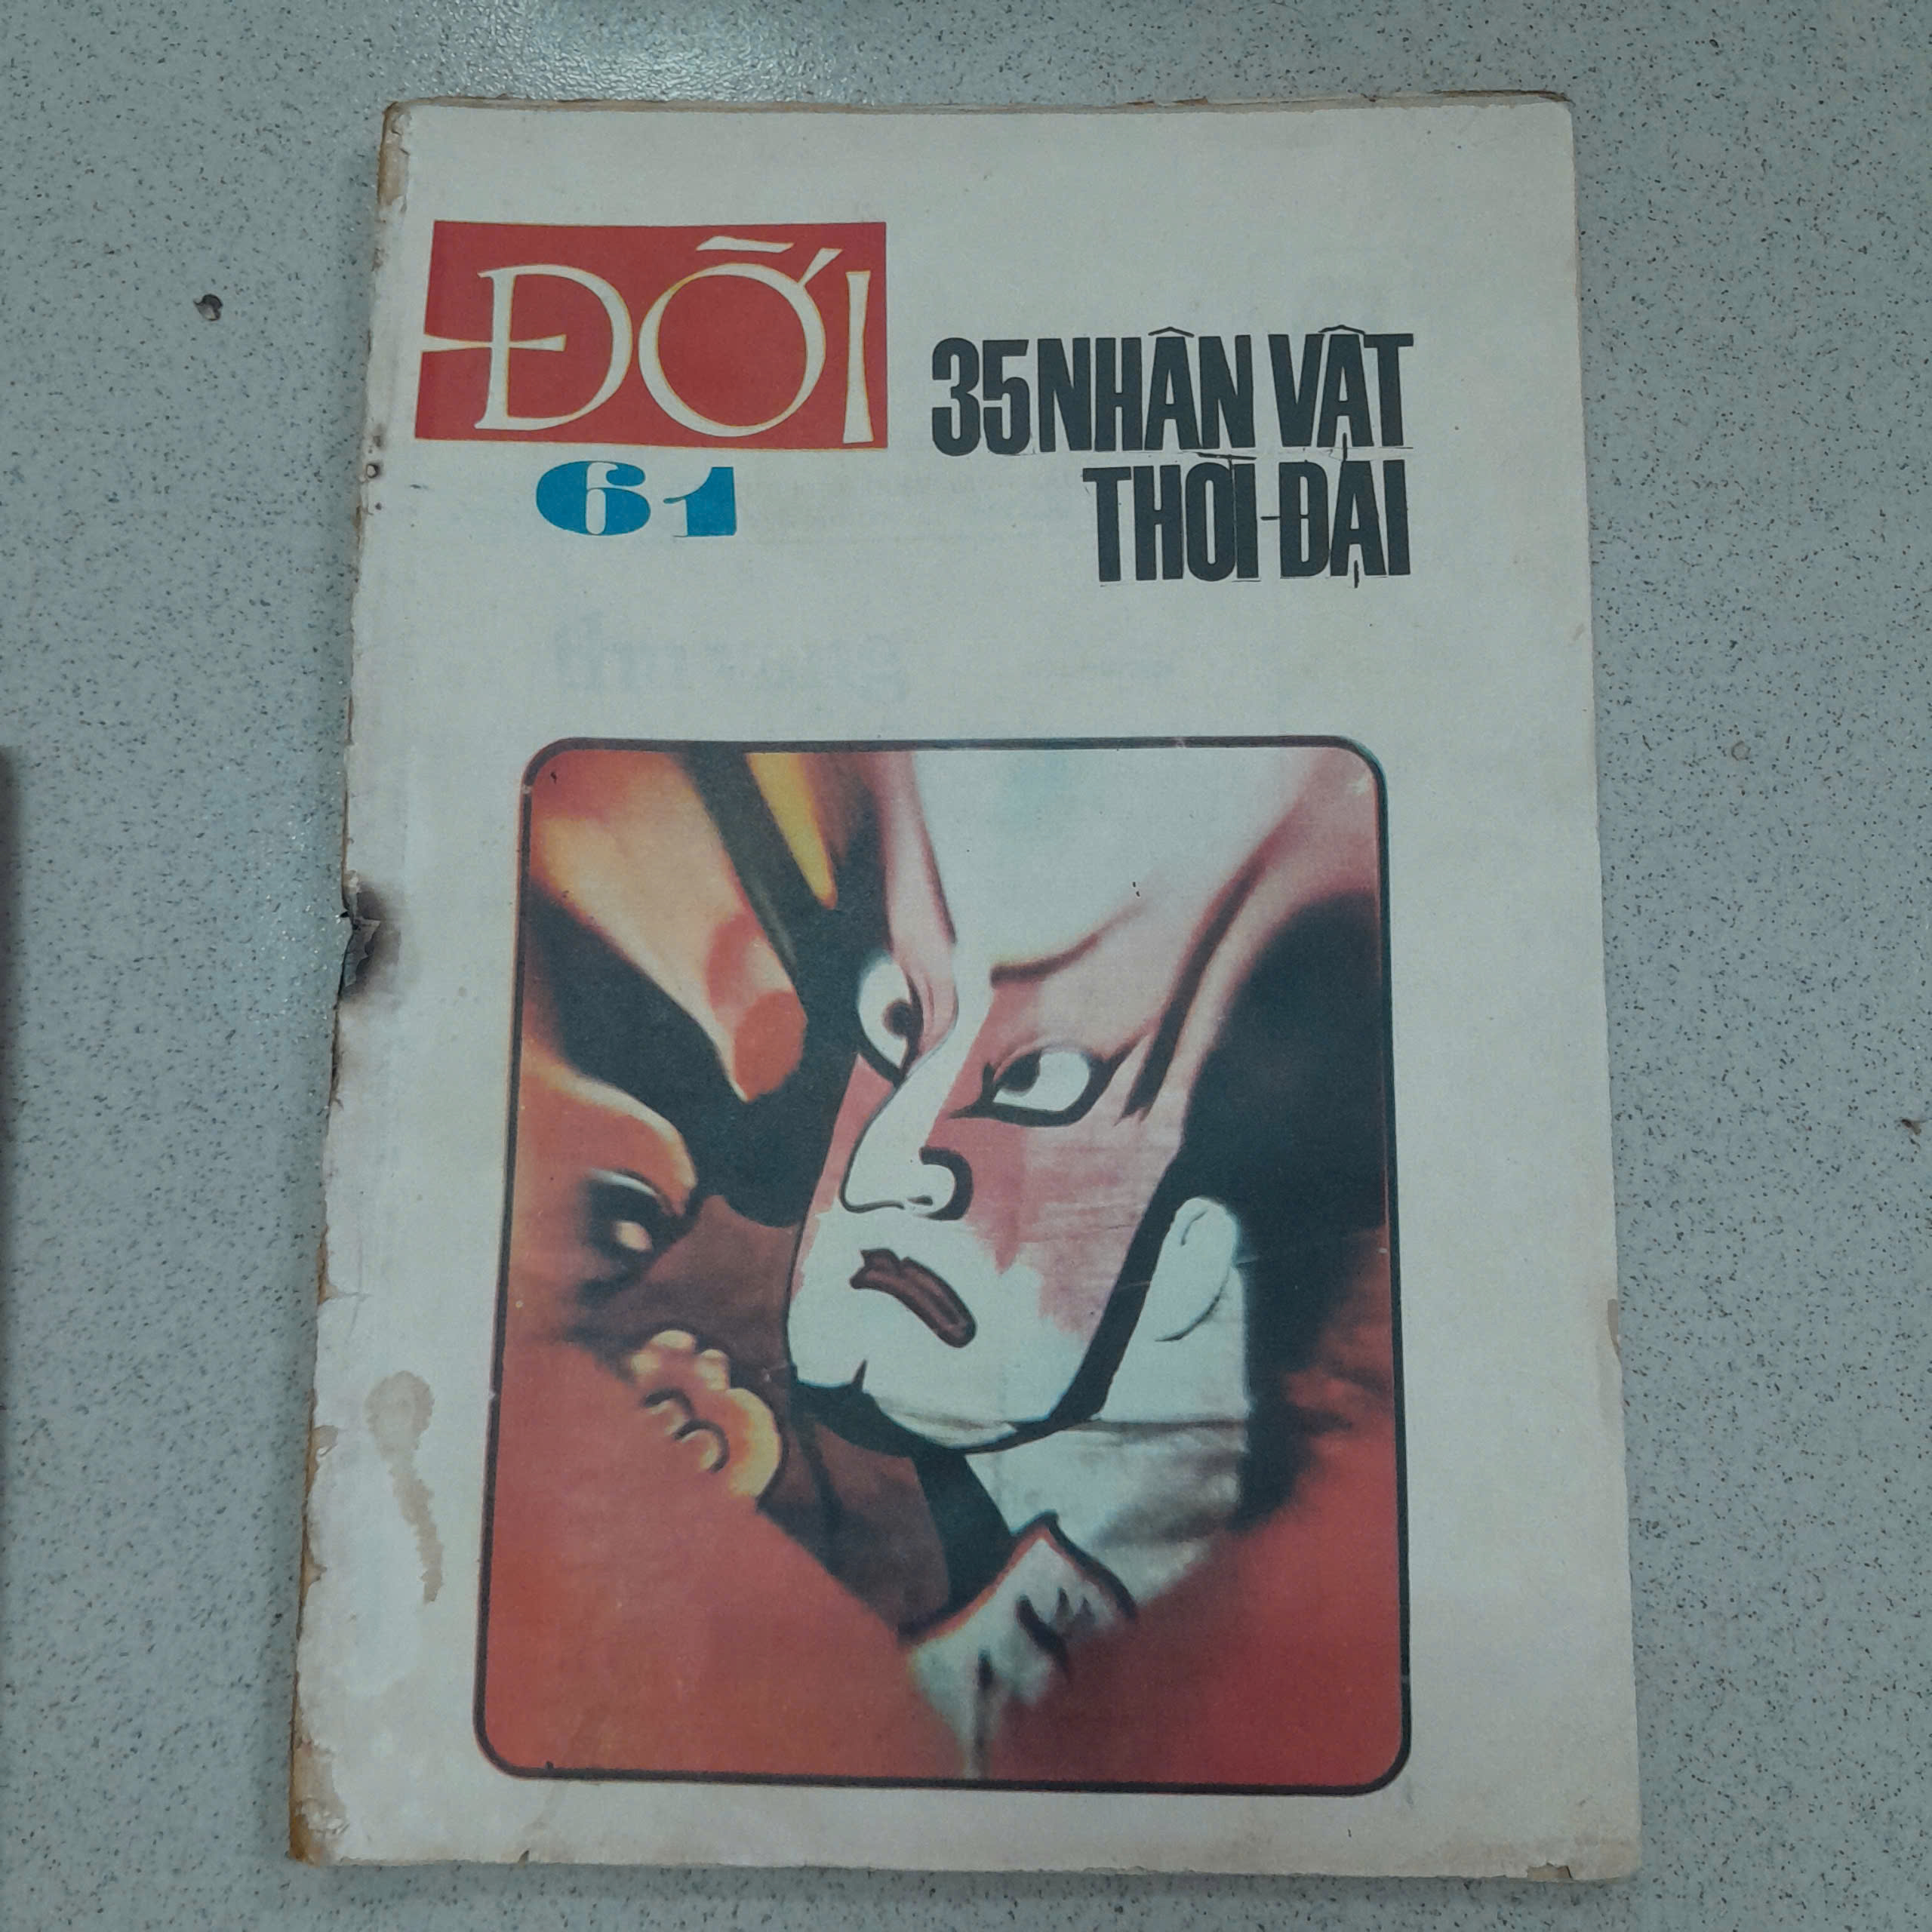 ĐỜI
61
35 NHÂN VẬT
THỜI-ĐẠI